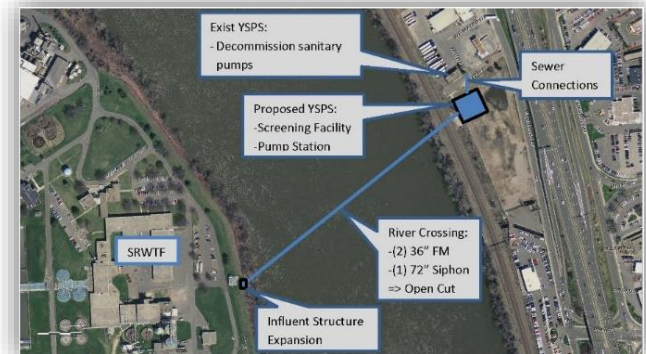 Exist YSPS:
- Decommission sanitary
pumps
Sewer
Connections
Proposed YSPS:
-Screening Facility
-Pump Station
River Crossing:
-(2) 36" FM
-(1) 72" Siphon
=> Open Cut
SRWTF
Influent Structure
Expansion